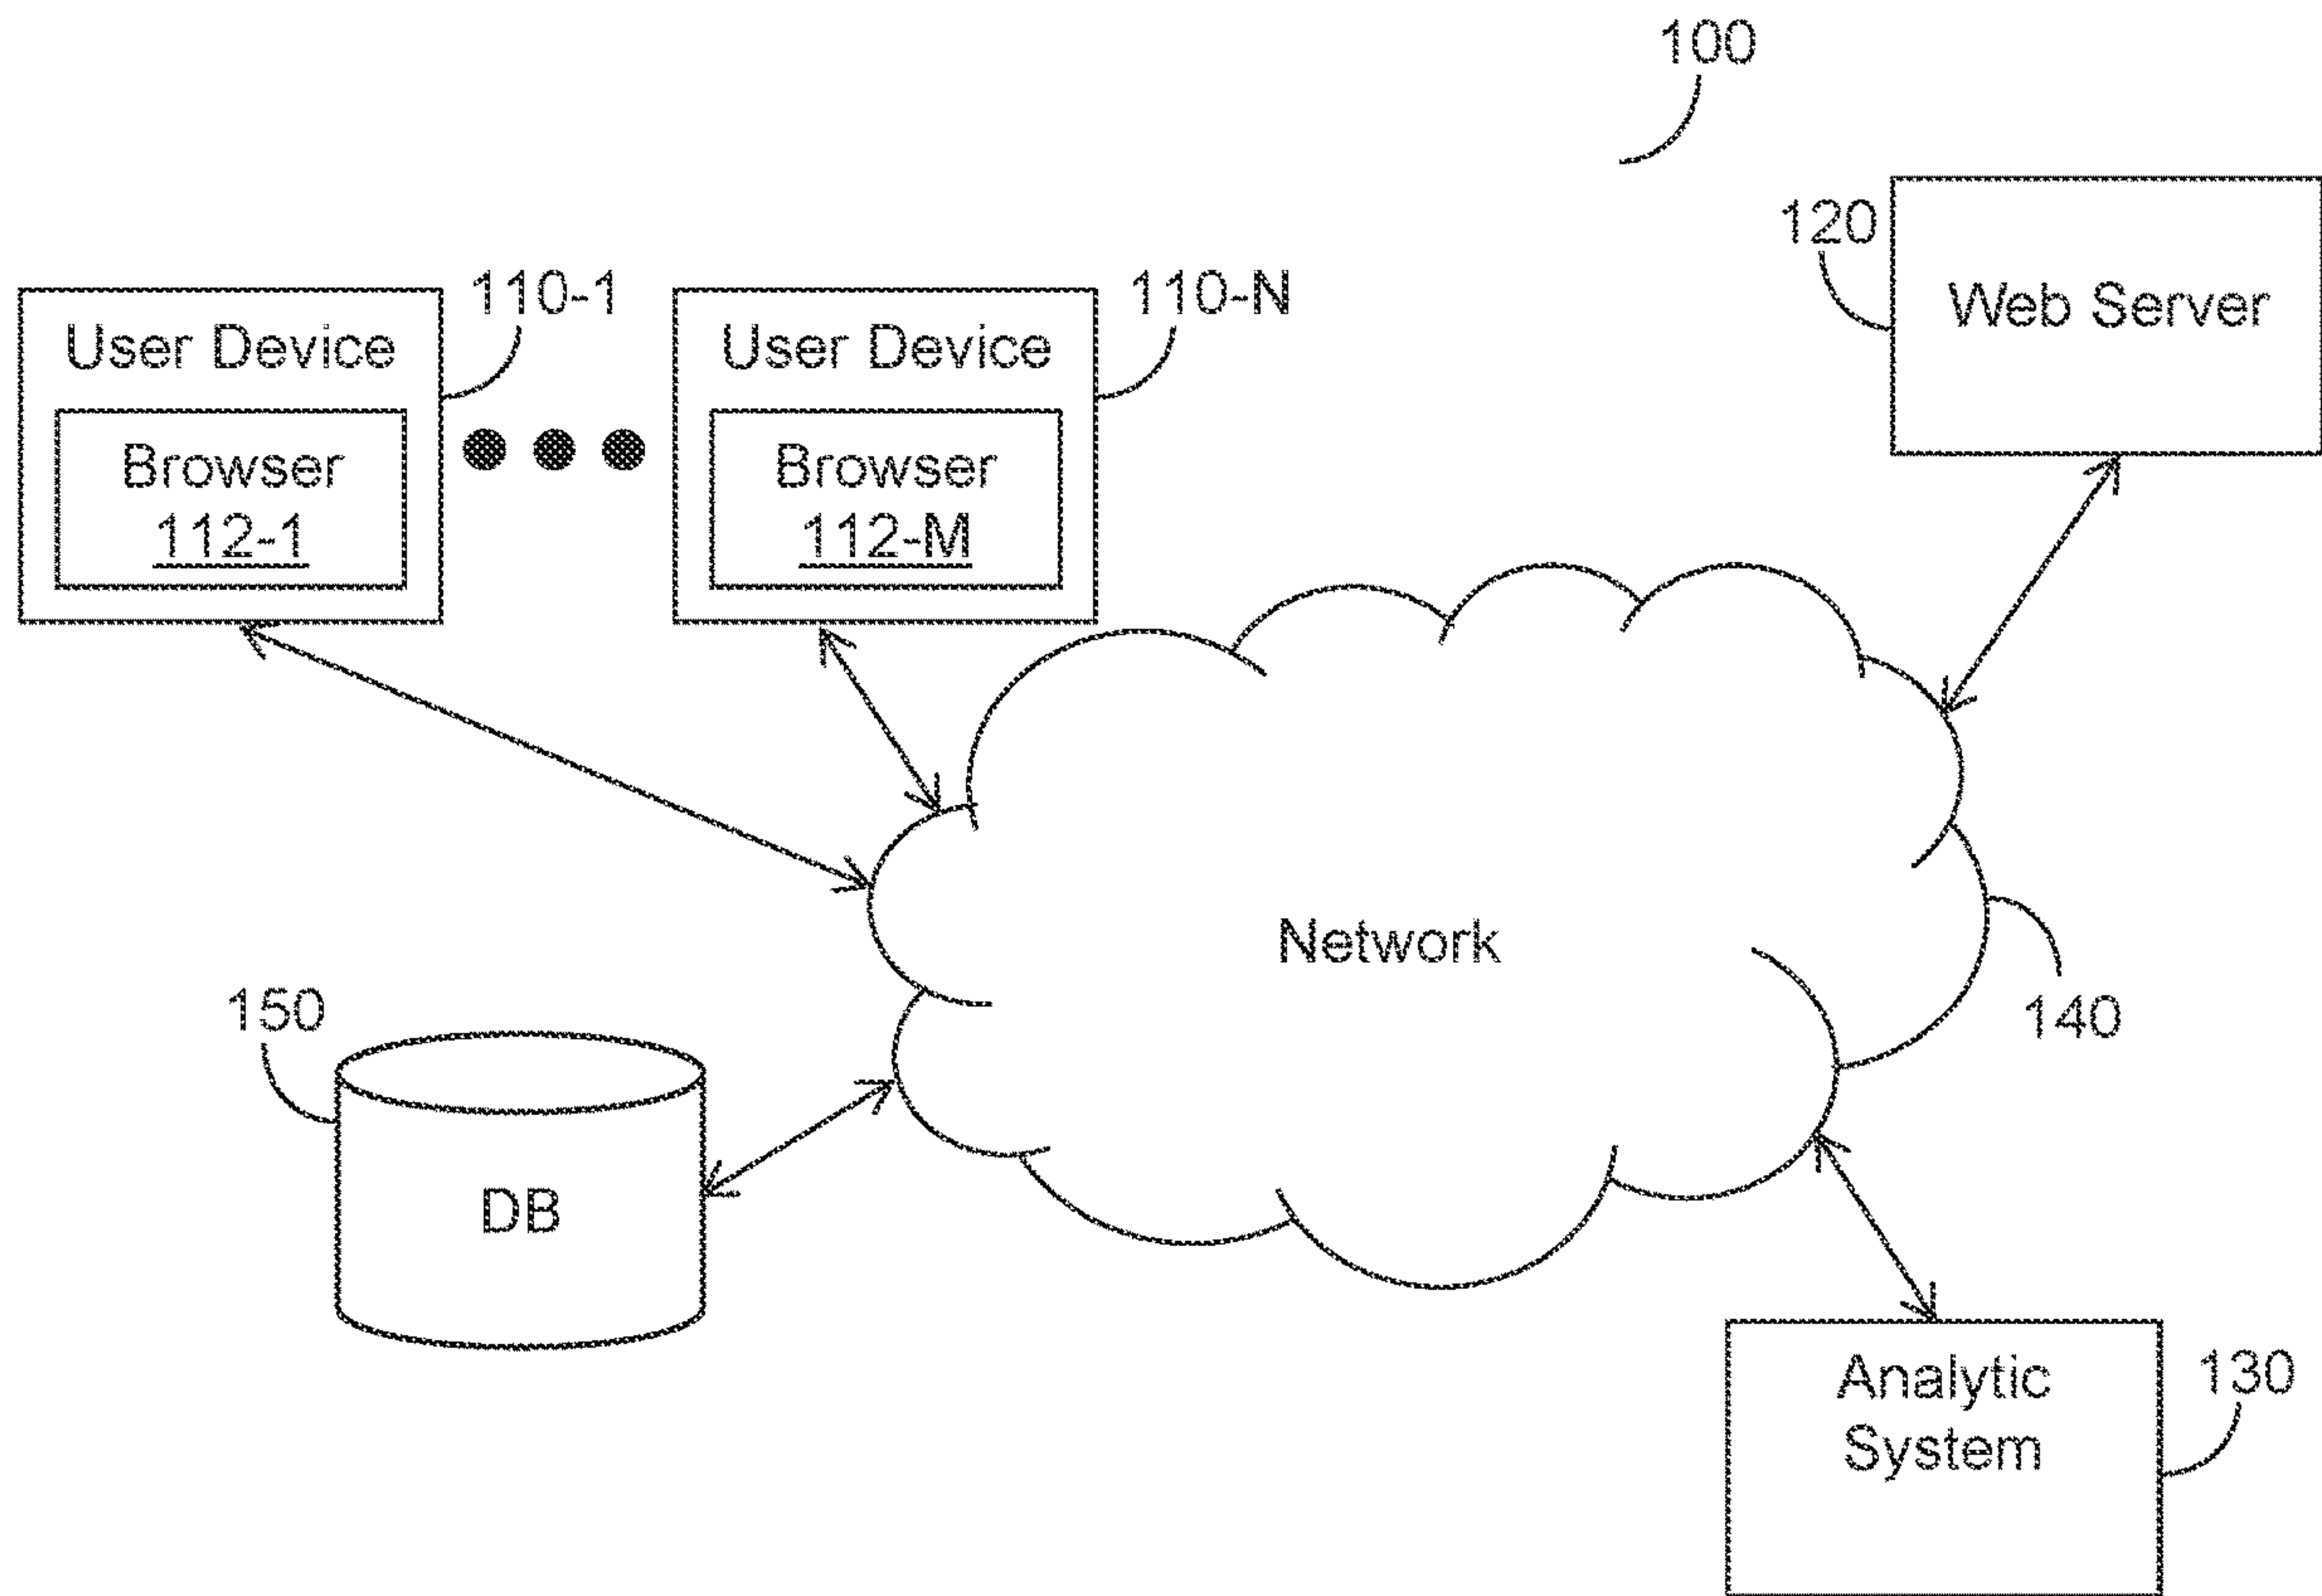 100
120
Web Server
110-1
110-N
User Device
Browser
112-1
User Device
Browser
112-M
Network
140
150
DB
Analytic
System
130